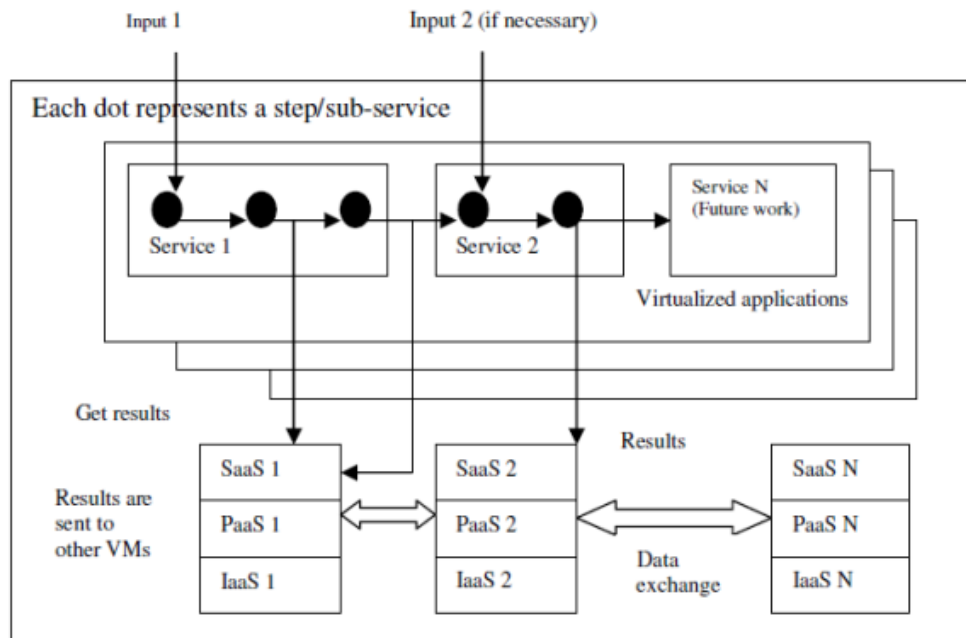 Input 1
Input 2 (if necessary)
Each dot represents a step/sub-service
Service 1
Service 2
Service N
(Future work)
Virtualized applications
Get results
Results
SaaS 1
SaaS 2
SaaS N
Results are
sent to
other VMs
PaaS 1
PaaS 2
PaaS N
Data
exchange
IaaS 1
IaaS 2
IaaS N